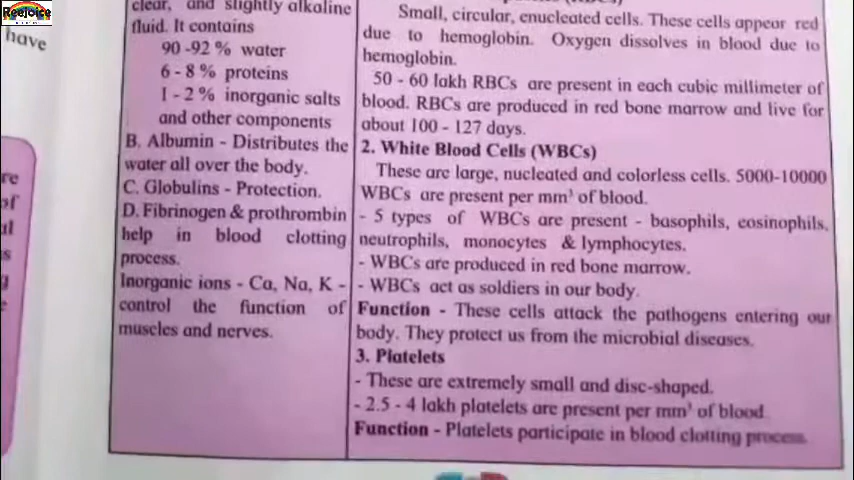 Reejoice
have
re
of
al
s
g
e
clear, and slightly alkaline
fluid. It contains
90 -92 % water
6 - 8 % proteins
1 - 2 % inorganic salts
and other components
B. Albumin - Distributes the
water all over the body.
C. Globulins - Protection.
D. Fibrinogen & prothrombin
help in blood clotting
process.
Inorganic ions - Ca, Na, K -
control the function of
muscles and nerves.
Small, circular, enucleated cells. These cells appear red
due to hemoglobin. Oxygen dissolves in blood due to
hemoglobin.
50 - 60 lakh RBCs are present in each cubic millimeter of
blood. RBCs are produced in red bone marrow and live for
about 100 - 127 days.
2. White Blood Cells (WBCs)
These are large, nucleated and colorless cells. 5000-10000
WBCs are present per mm³ of blood.
- 5 types of WBCs are present - basophils, eosinophils,
neutrophils, monocytes & lymphocytes.
- WBCs are produced in red bone marrow.
- WBCs act as soldiers in our body.
Function - These cells attack the pathogens entering our
body. They protect us from the microbial diseases.
3. Platelets
- These are extremely small and disc-shaped.
- 2.5 - 4 lakh platelets are present per mm³ of blood.
Function - Platelets participate in blood clotting process.